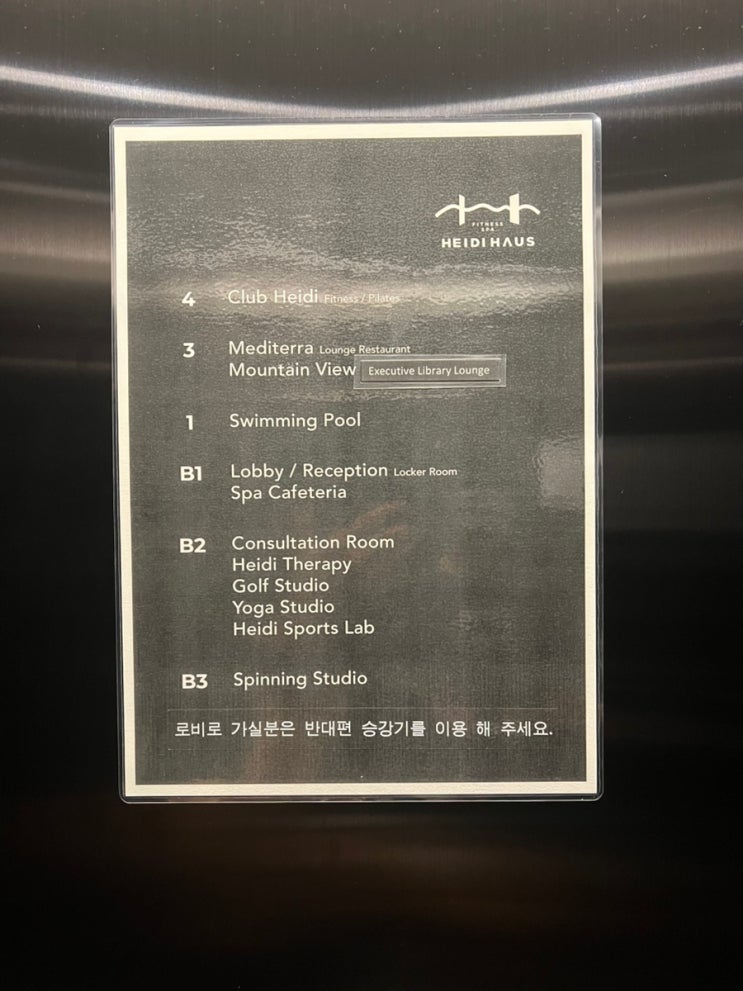 FITNESS
SPA
HEIDI HAUS
4 Club Heidi Fitness / Pilates
3 Mediterra Lounge Restaurant
Mountain View Executive Library Lounge
1 Swimming Pool
B1 Lobby / Reception Locker Room
Spa Cafeteria
B2 Consultation Room
Heidi Therapy
Golf Studio
Yoga Studio
Heidi Sports Lab
B3 Spinning Studio
로비로 가실분은 반대편 승강기를 이용 해 주세요.